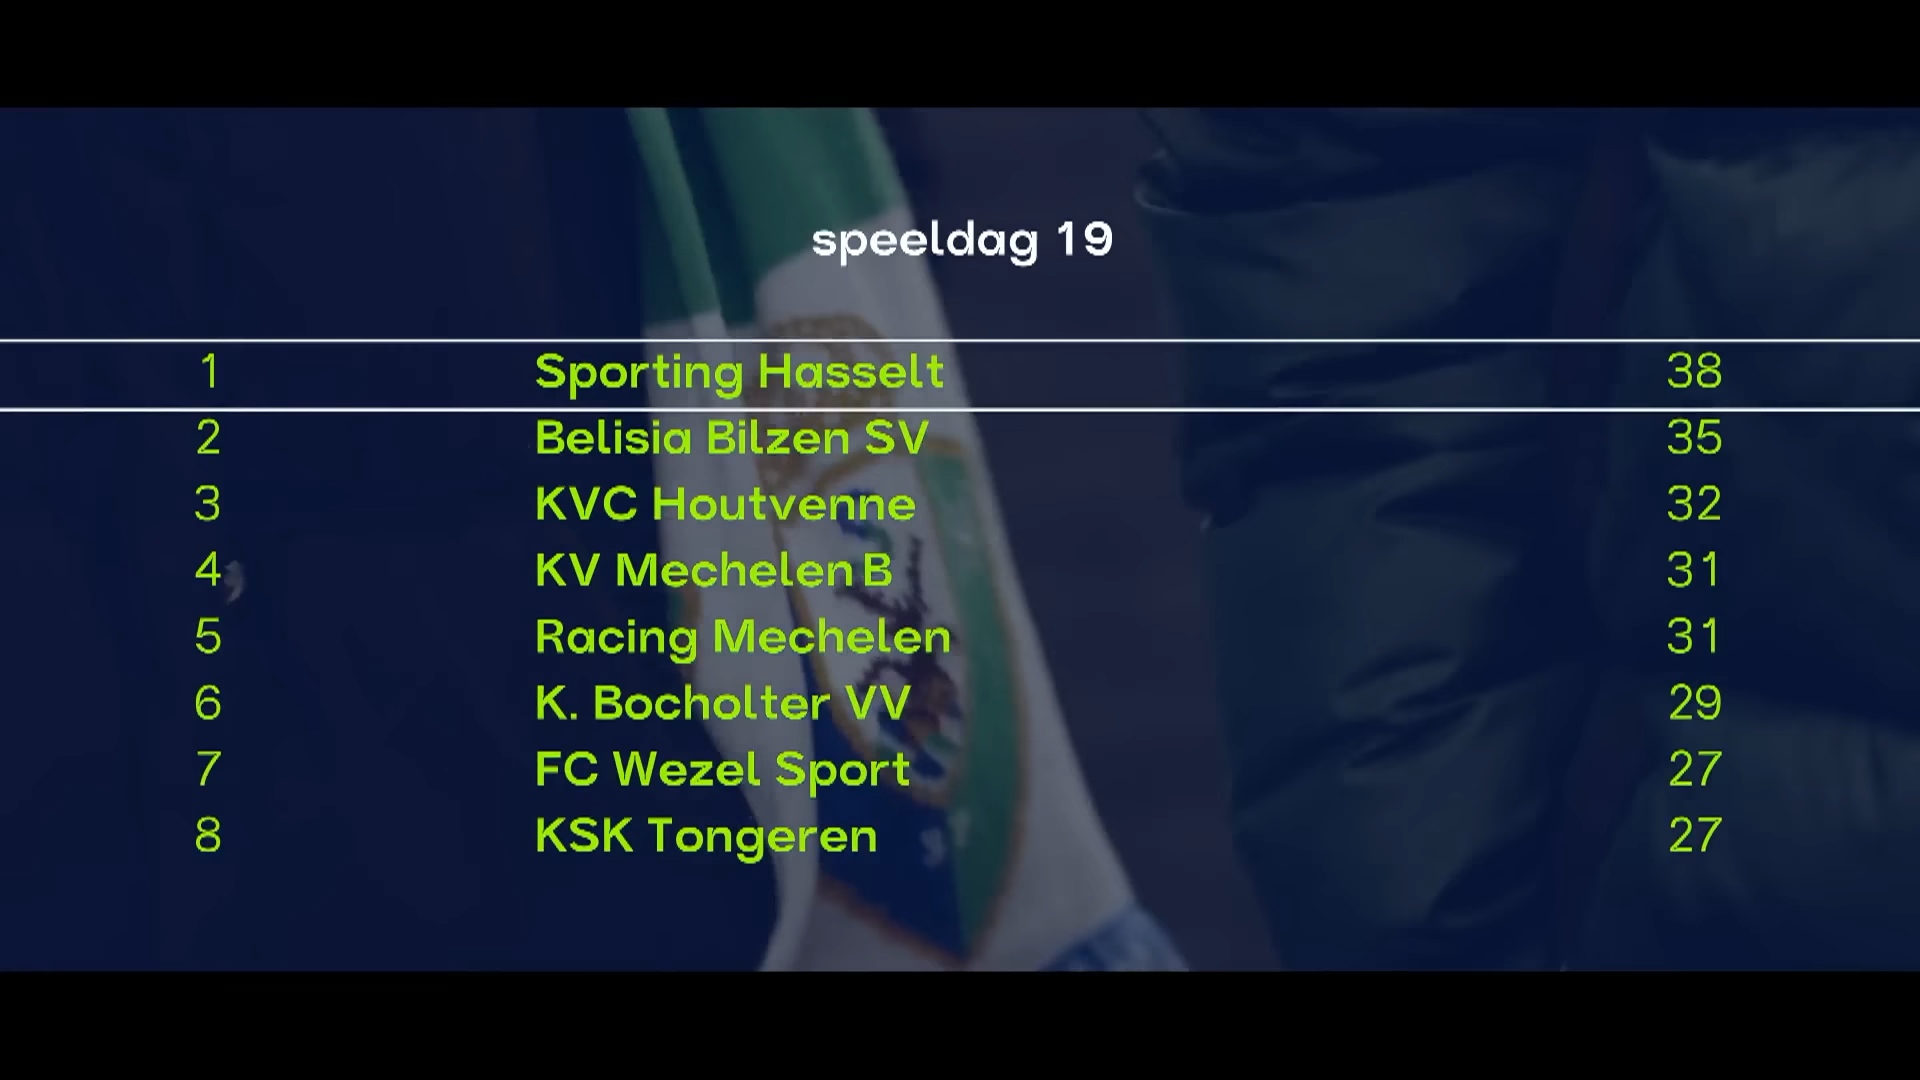 speeldag 19
1 Sporting Hasselt 38
2 Belisia Bilzen SV 35
3 KVC Houtvenne 32
4 KV Mechelen B 31
5 Racing Mechelen 31
6 K. Bocholter VV 29
7 FC Wezel Sport 27
8 KSK Tongeren 27